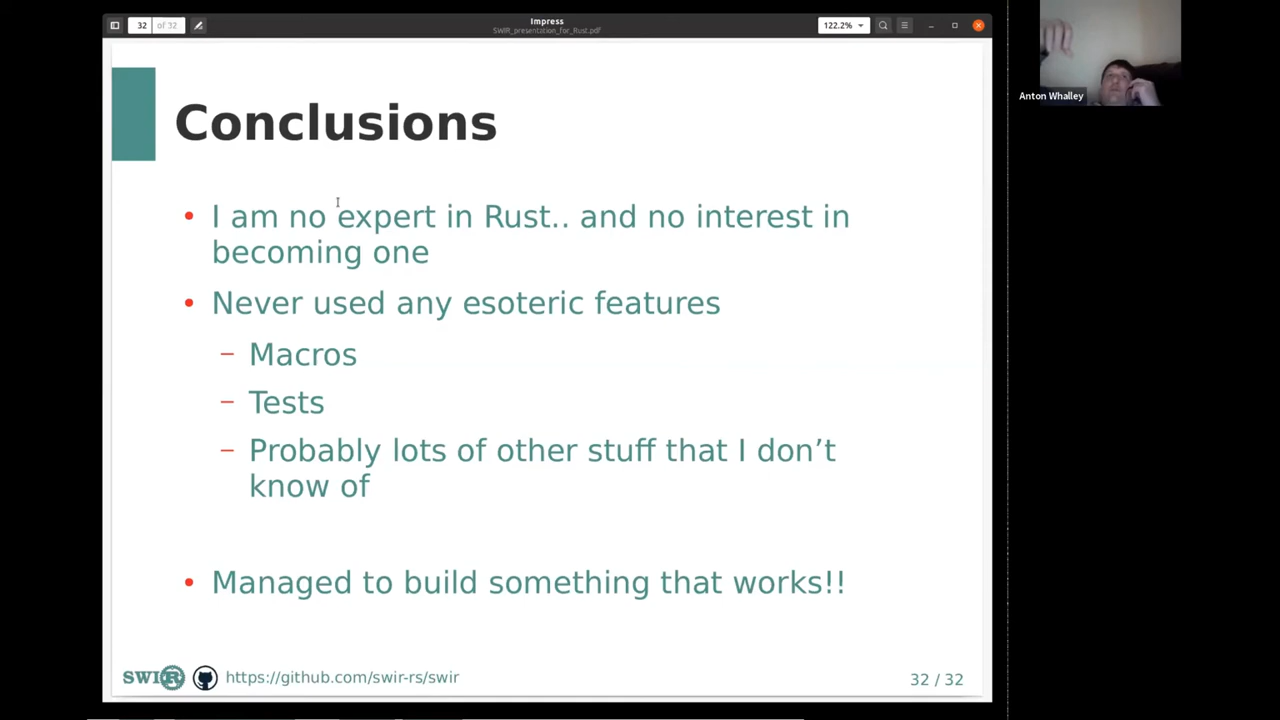 32 of 32
Impress
SWIR_presentation_for_Rust.pdf
122.2%
Anton Whalley
Conclusions
• I am no expert in Rust.. and no interest in
becoming one
• Never used any esoteric features
– Macros
– Tests
– Probably lots of other stuff that I don’t
know of
• Managed to build something that works!!
SWIR https://github.com/swir-rs/swir
32 / 32